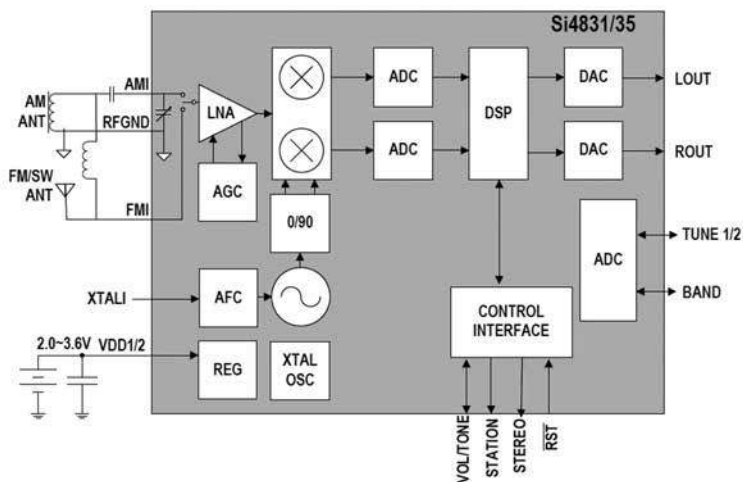 Si4831/35
AMI
AM
ANT
RFGND
FM/SW
ANT
FMI
LNA
AGC
0/90
ADC
ADC
DSP
DAC
DAC
LOUT
ROUT
ADC
TUNE 1/2
BAND
XTALI
AFC
2.0~3.6V
VDD1/2
REG
XTAL
OSC
CONTROL
INTERFACE
VOL/TONE
STATION
STEREO
RST